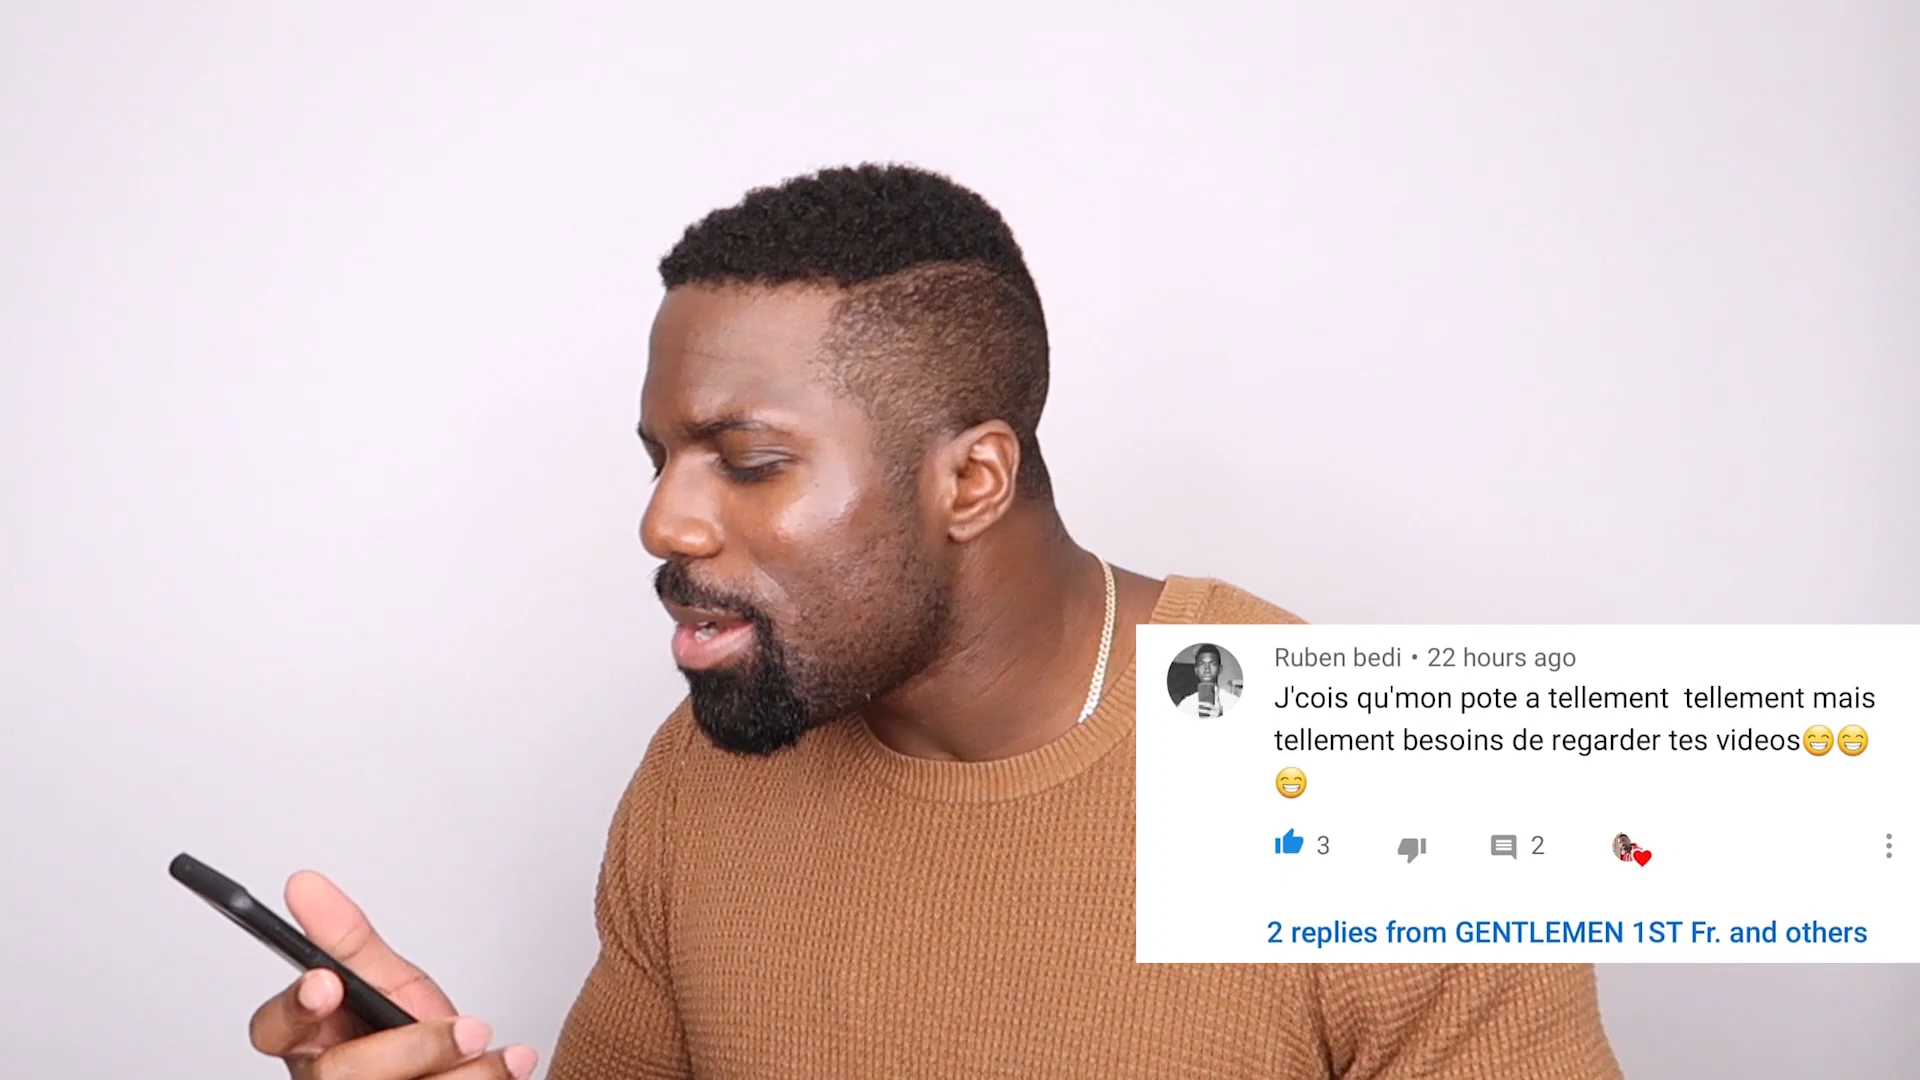 Ruben bedi • 22 hours ago
J'cois qu'mon pote a tellement  tellement mais
tellement besoins de regarder tes videos😁😁
😁
3
2
2 replies from GENTLEMEN 1ST Fr. and others